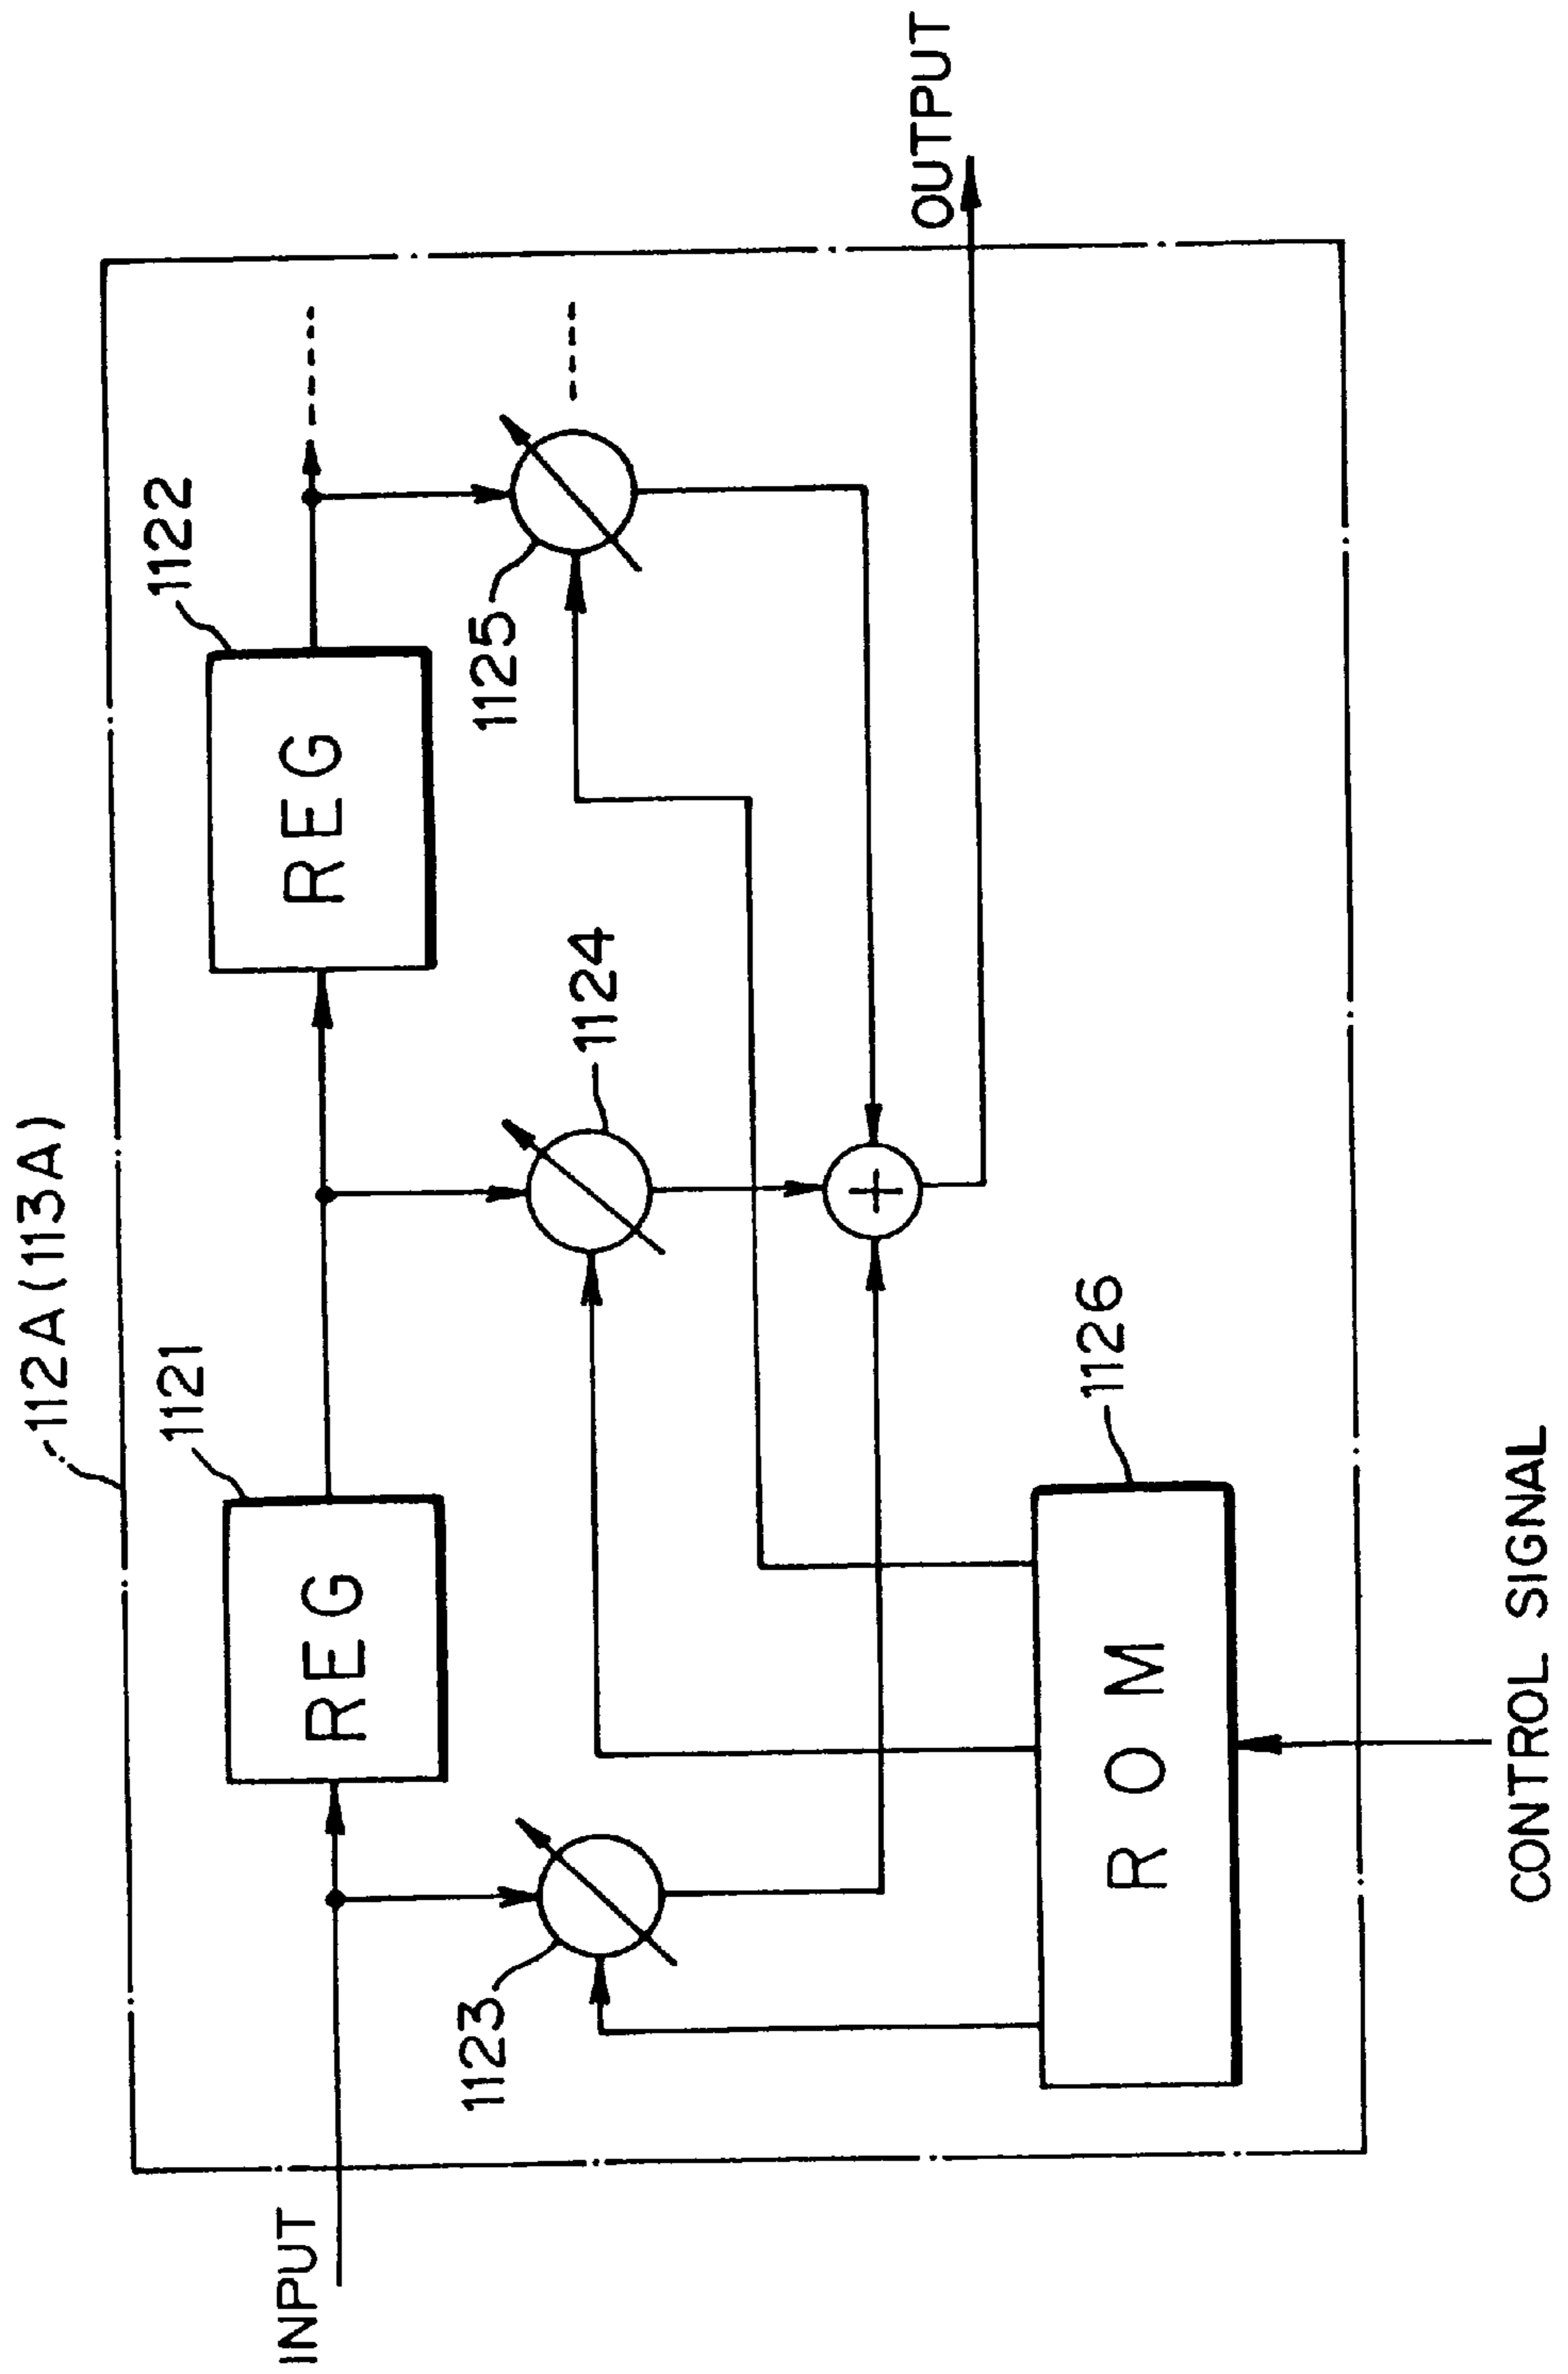 112A(113A)
1121
1122
REG
REG
INPUT
1123
1124
1125
OUTPUT
1126
ROM
CONTROL SIGNAL